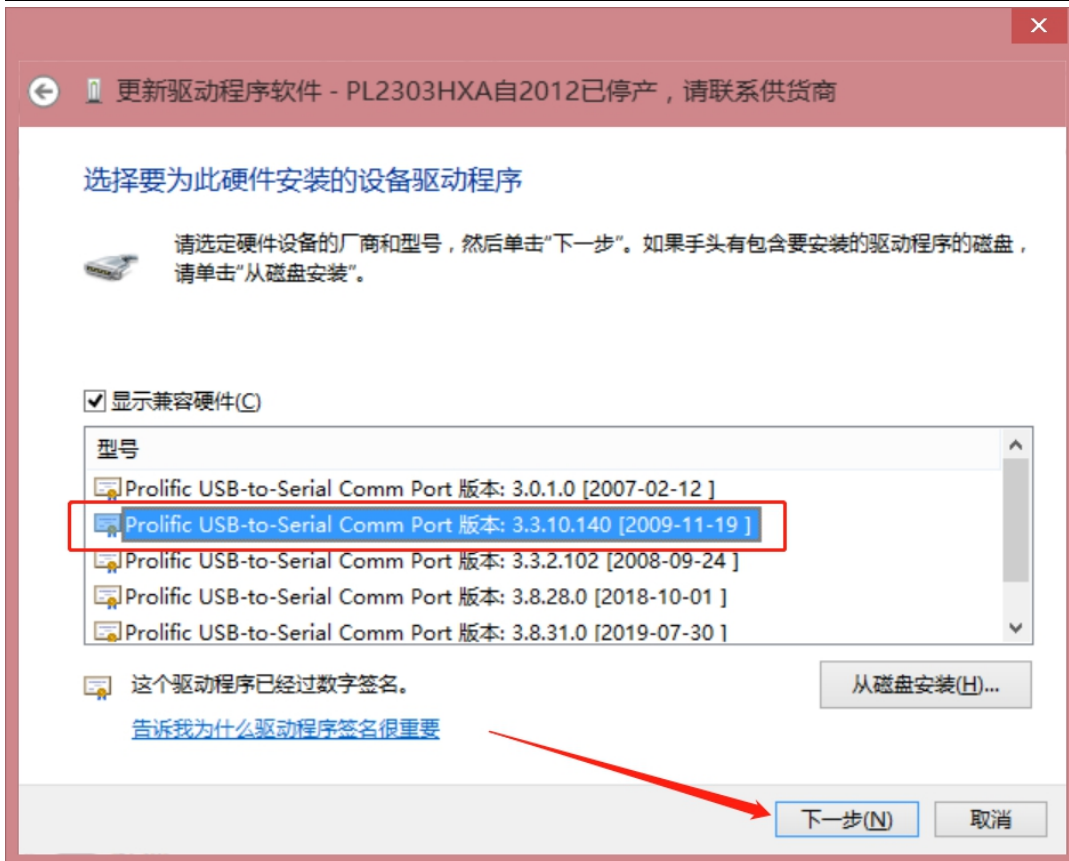 更新驱动程序软件 - PL2303HXA自2012已停产，请联系供货商
选择要为此硬件安装的设备驱动程序
请选定硬件设备的厂商和型号，然后单击“下一步”。如果手头有包含要安装的驱动程序的磁盘，
请单击“从磁盘安装”。
显示兼容硬件(C)
型号
Prolific USB-to-Serial Comm Port 版本: 3.0.1.0 [2007-02-12 ]
Prolific USB-to-Serial Comm Port 版本: 3.3.10.140 [2009-11-19 ]
Prolific USB-to-Serial Comm Port 版本: 3.3.2.102 [2008-09-24 ]
Prolific USB-to-Serial Comm Port 版本: 3.8.28.0 [2018-10-01 ]
Prolific USB-to-Serial Comm Port 版本: 3.8.31.0 [2019-07-30 ]
这个驱动程序已经过数字签名。
从磁盘安装(H)...
告诉我为什么驱动程序签名很重要
下一步(N)
取消